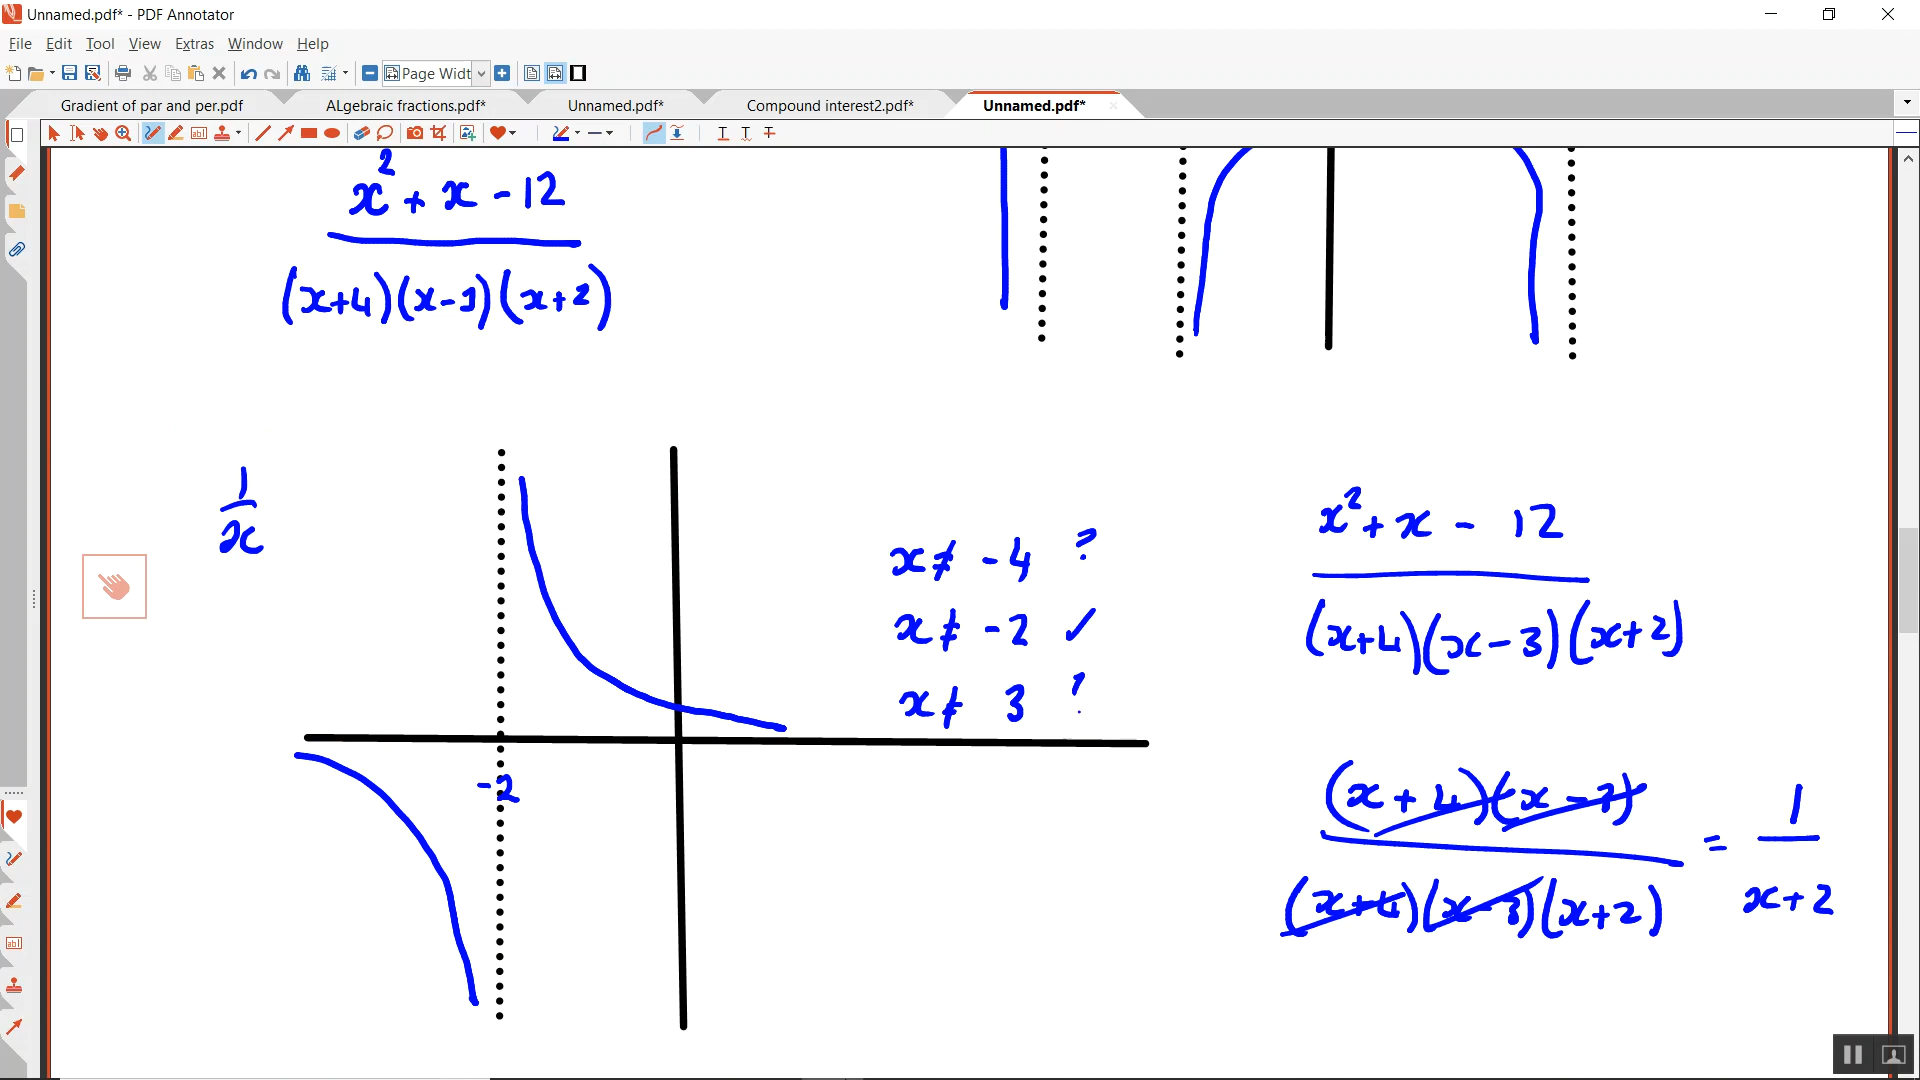 Unnamed.pdf* - PDF Annotator
File Edit Tool View Extras Window Help
Page Widt
Gradient of par and per.pdf ALgebraic fractions.pdf* Unnamed.pdf* Compound interest2.pdf* Unnamed.pdf*
x² + x - 12
(x+4)(x-3)(x+2)
1
x
x ≠ -4 ?
x ≠ -2 ✓
x ≠ 3 ?
-2
x² + x - 12
(x+4)(x-3)(x+2)
(x+4)(x-3)
(x+4)(x-3)(x+2)
= 1
x+2